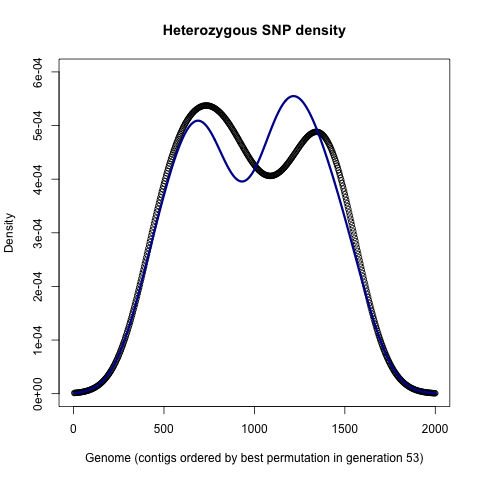 Heterozygous SNP density
6e-04
5e-04
4e-04
3e-04
2e-04
1e-04
0e+00
Density
0 500 1000 1500 2000
Genome (contigs ordered by best permutation in generation 53)